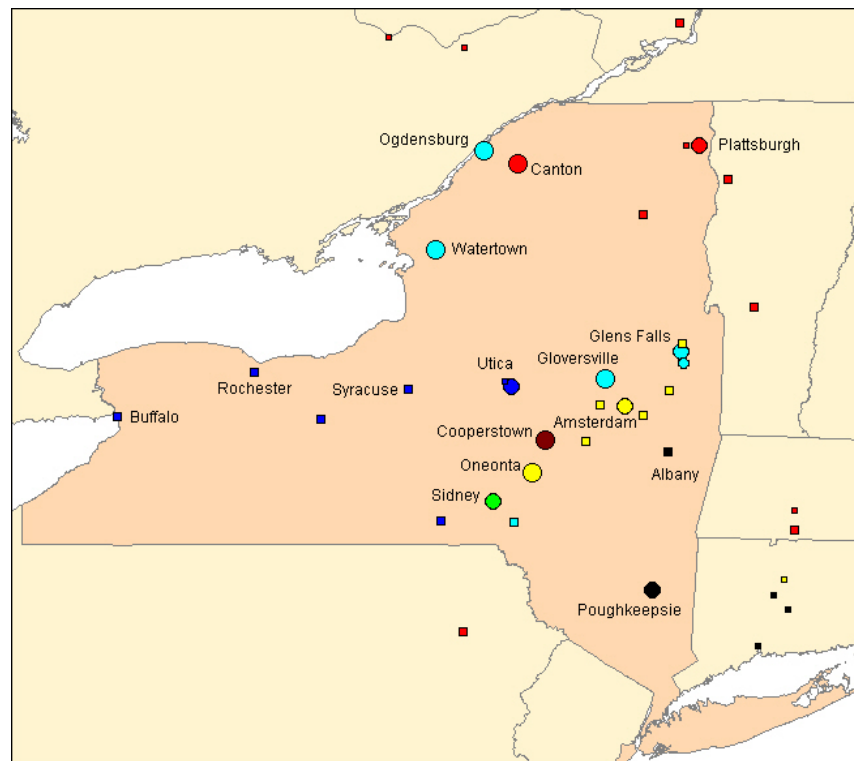 Ogdensburg
Plattsburgh
Canton
Watertown
Glens Falls
Utica
Gloversville
Rochester
Syracuse
Buffalo
Amsterdam
Cooperstown
Oneonta
Albany
Sidney
Poughkeepsie